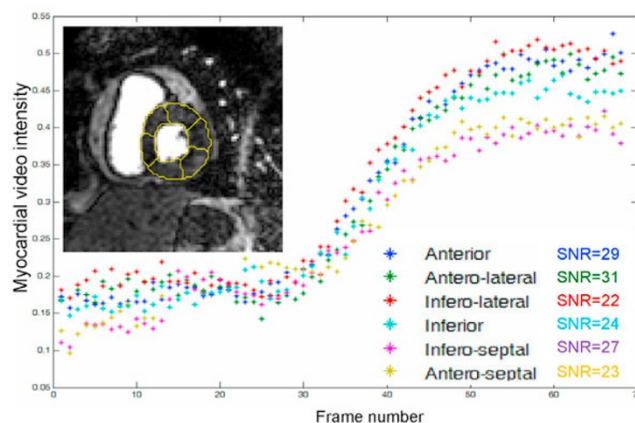 0.55
0.5
0.45
0.4
0.35
0.3
0.25
0.2
0.15
0.1
0.05
Myocardial video intensity
Anterior SNR=29
Antero-lateral SNR=31
Infero-lateral SNR=22
Inferior SNR=24
Infero-septal SNR=27
Antero-septal SNR=23
0 10 20 30 40 50 60 70
Frame number